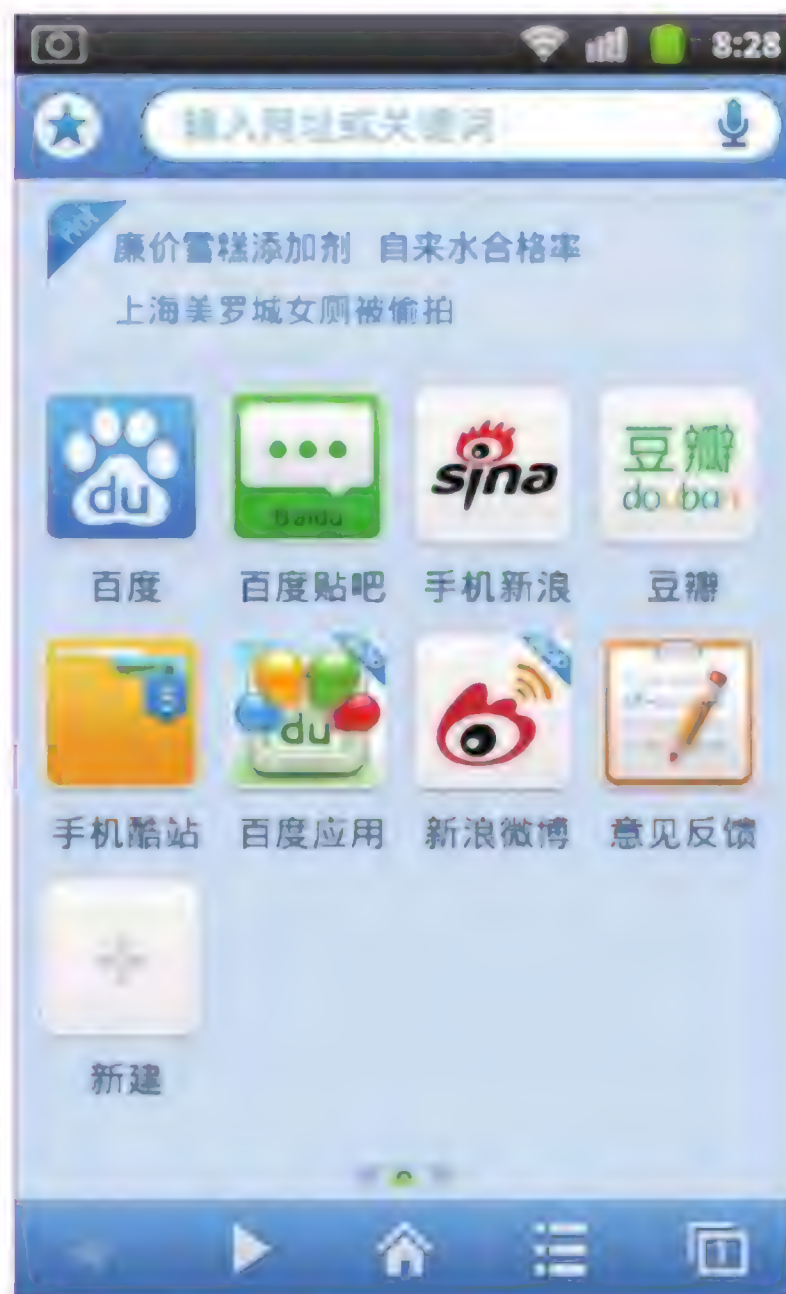 8:28
输入网址或关键词
HOT
廉价雪糕添加剂 自来水合格率
上海美罗城女厕被偷拍
du
Baidu
sina
豆瓣
douban
百度 百度贴吧 手机新浪 豆瓣
du
手机酷站 百度应用 新浪微博 意见反馈
新建
1